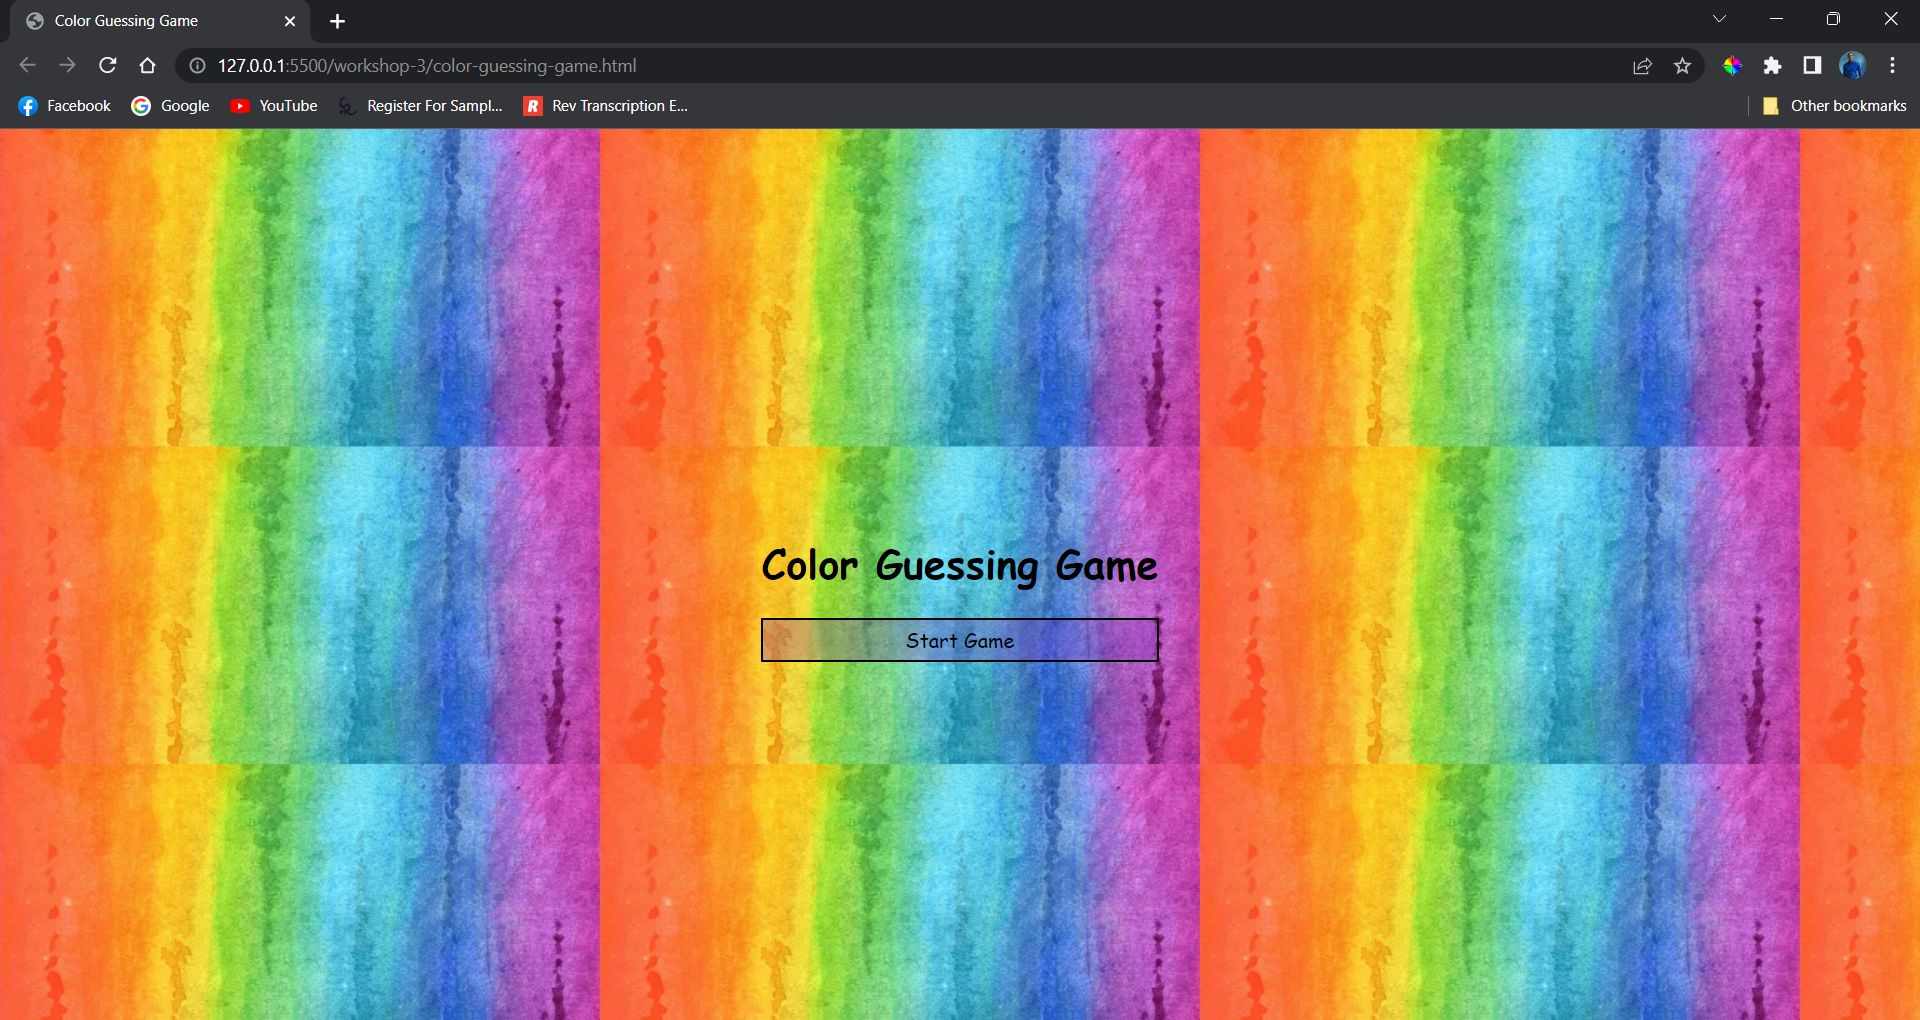 Color Guessing Game
127.0.0.1:5500/workshop-3/color-guessing-game.html
Facebook Google YouTube Register For Sampl... Rev Transcription E... Other bookmarks
Color Guessing Game
Start Game